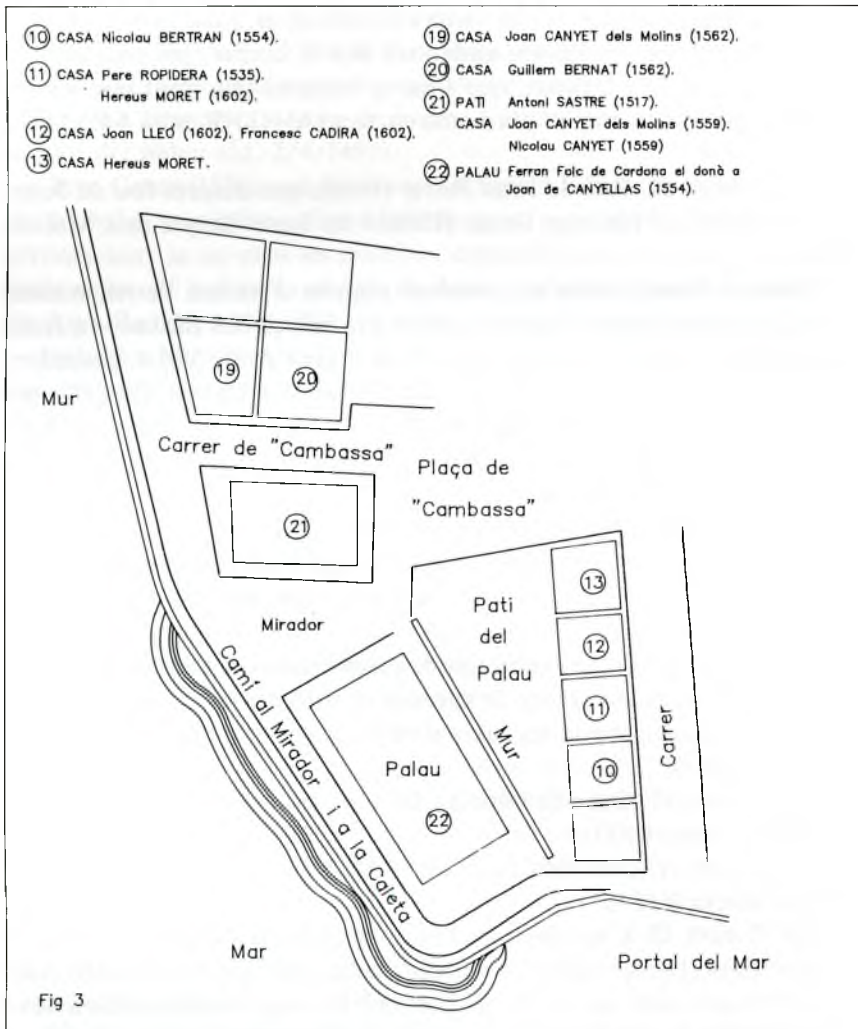 ⑩ CASA Nicolau BERTRAN (1554).
⑪ CASA Pere ROPIDERA (1535).
Hereus MORET (1602).
⑫ CASA Joan LLEÓ (1602). Francesc CADIRA (1602).
⑬ CASA Hereus MORET.
⑲ CASA Joan CANYET dels Molins (1562).
⑳ CASA Guillem BERNAT (1562).
㉑ PATI Antoni SASTRE (1517).
CASA Joan CANYET dels Molins (1559).
Nicolau CANYET (1559)
㉒ PALAU Ferran Folc de Cardona el donà a
Joan de CANYELLAS (1554).
⑲
⑳
Mur
Carrer de "Cambassa"
Plaça de
"Cambassa"
㉑
Mirador
Pati
del
Palau
⑬
⑫
⑪
⑩
Carrer
Mur
Palau
㉒
Camí al Mirador i a la Caleta
Mar
Portal del Mar
Fig 3